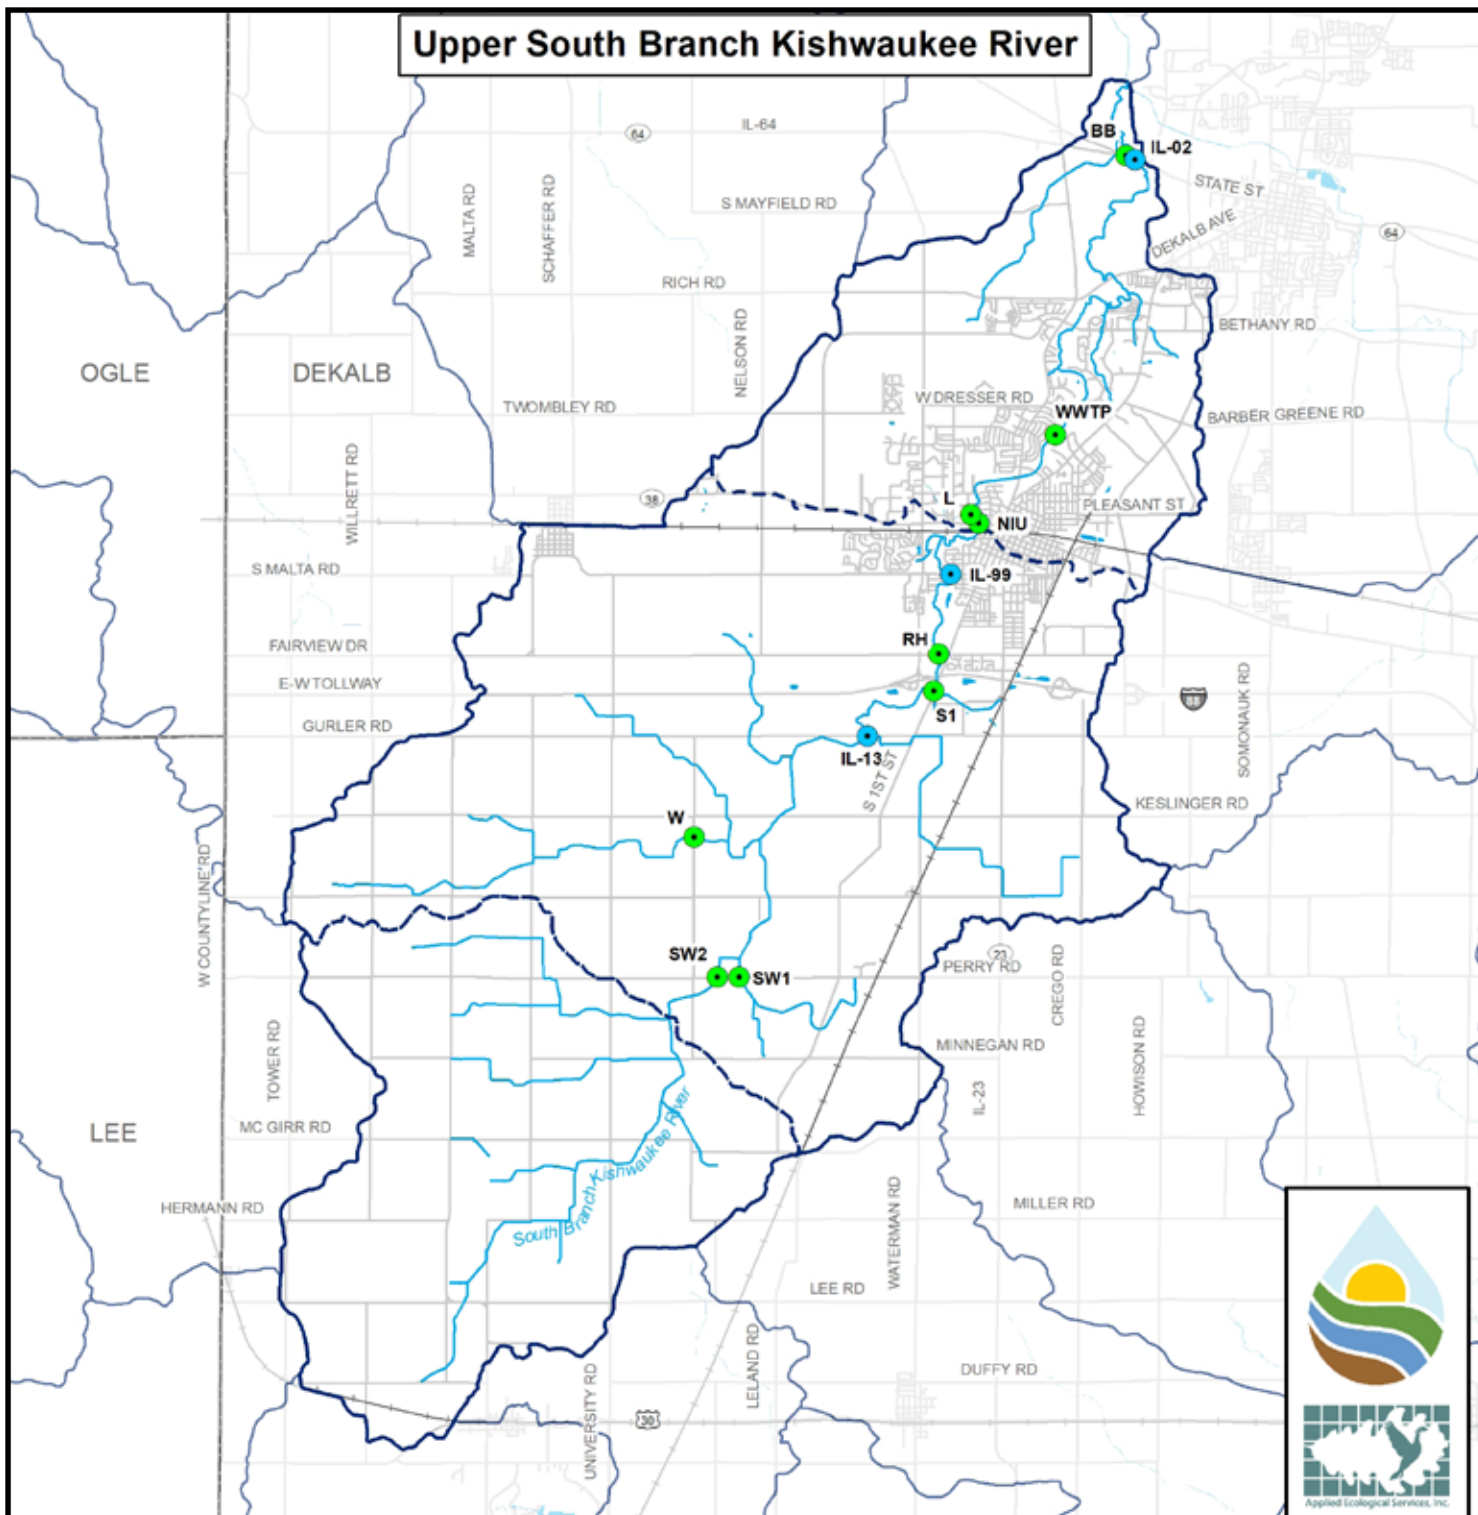 Upper South Branch Kishwaukee River
64
IL-64
BB
IL-02
STATE ST
MALTA RD
SCHAFFER RD
S MAYFIELD RD
DEKALB AVE
64
RICH RD
NELSON RD
BETHANY RD
OGLE
DEKALB
TWOMBLEY RD
W DRESSER RD
WWTP
BARBER GREENE RD
WILLRETT RD
38
L
NIU
PLEASANT ST
S MALTA RD
IL-99
FAIRVIEW DR
RH
E-W TOLLWAY
S1
SOMONAUK RD
GURLER RD
IL-13
S 1ST ST
KESLINGER RD
W
W COUNTYLINE RD
SW2
SW1
23
PERRY RD
CREGO RD
TOWER RD
MINNEGAN RD
HOWISON RD
IL-23
LEE
MC GIRR RD
South Branch Kishwaukee River
HERMANN RD
WATERMAN RD
MILLER RD
LEE RD
LELAND RD
UNIVERSITY RD
DUFFY RD
30
Applied Ecological Services, Inc.